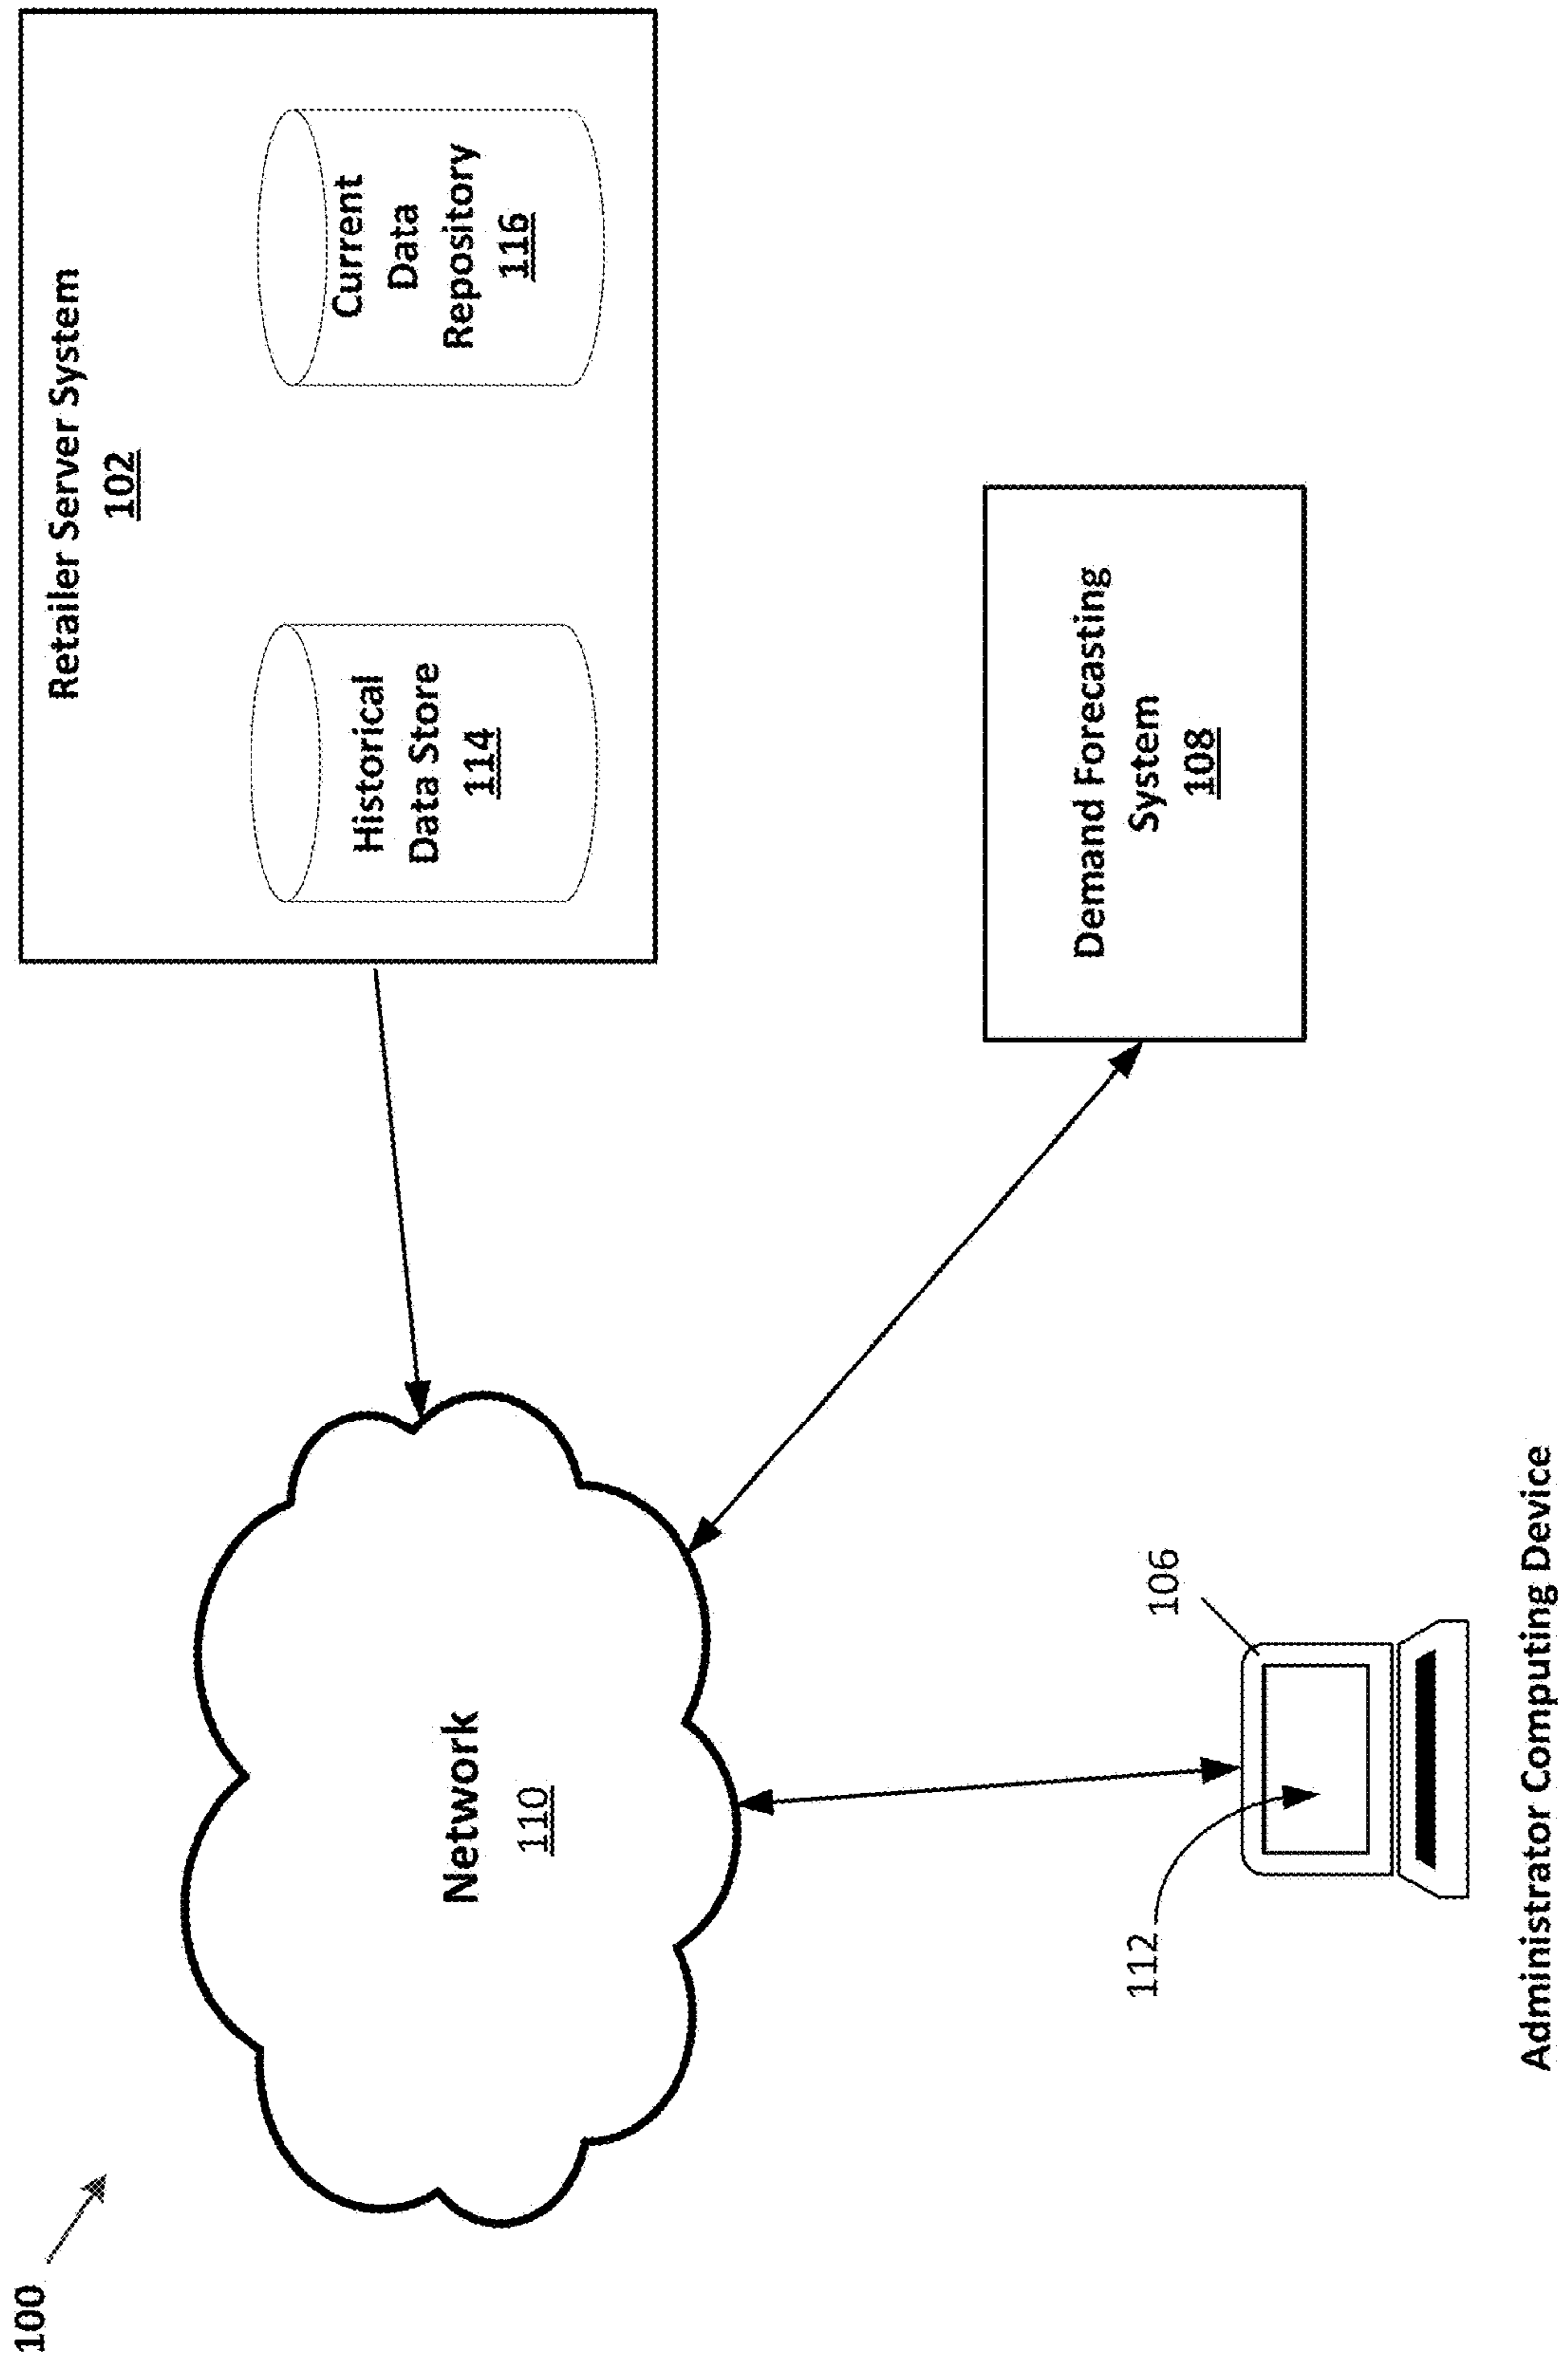 100
Retailer Server System
102
Historical
Data Store
114
Current
Data
Repository
116
Network
110
Demand Forecasting
System
108
112
106
Administrator Computing Device